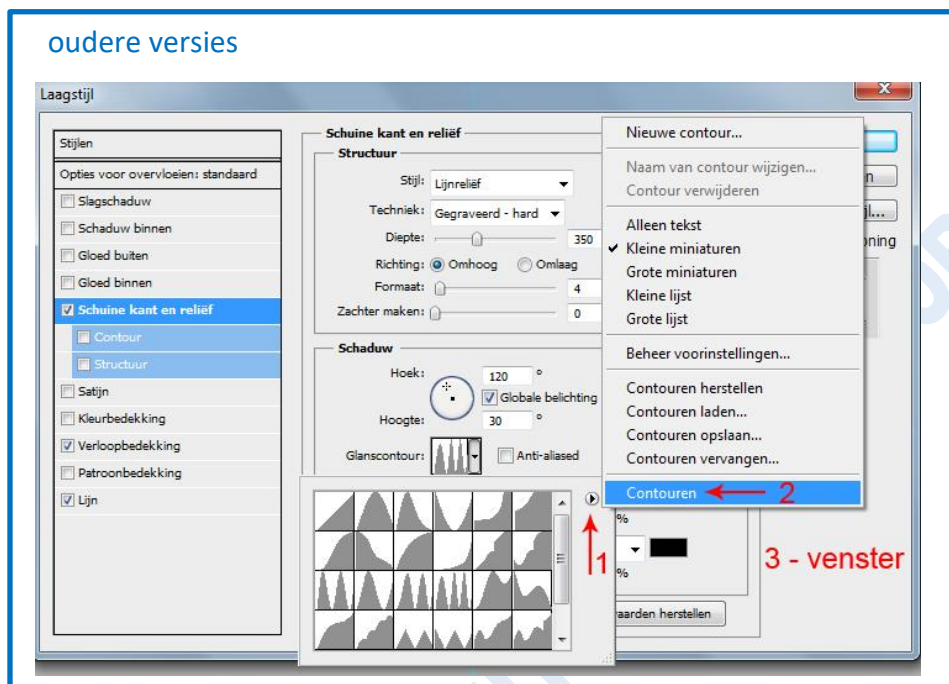 oudere versies
Laagstijl
Stijlen
Opties voor overvloeien: standaard
Slagschaduw
Schaduw binnen
Gloed buiten
Gloed binnen
Schuine kant en reliëf
Contour
Structuur
Satijn
Kleurbedekking
Verloopbedekking
Patroonbedekking
Lijn
Schuine kant en reliëf
Structuur
Stijl: Lijnreliëf
Techniek: Gegraveerd - hard
Diepte: 350
Richting: Omhoog Omlaag
Formaat: 4
Zachter maken: 0
Schaduw
Hoek: 120 °
Globale belichting
Hoogte: 30 °
Glanscontour: Anti-aliased
Nieuwe contour...
Naam van contour wijzigen...
Contour verwijderen
Alleen tekst
Kleine miniaturen
Grote miniaturen
Kleine lijst
Grote lijst
Beheer voorinstellingen...
Contouren herstellen
Contouren laden...
Contouren opslaan...
Contouren vervangen...
Contouren 2
1
%
%
3 - venster
aarden herstellen
n
jl...
oning